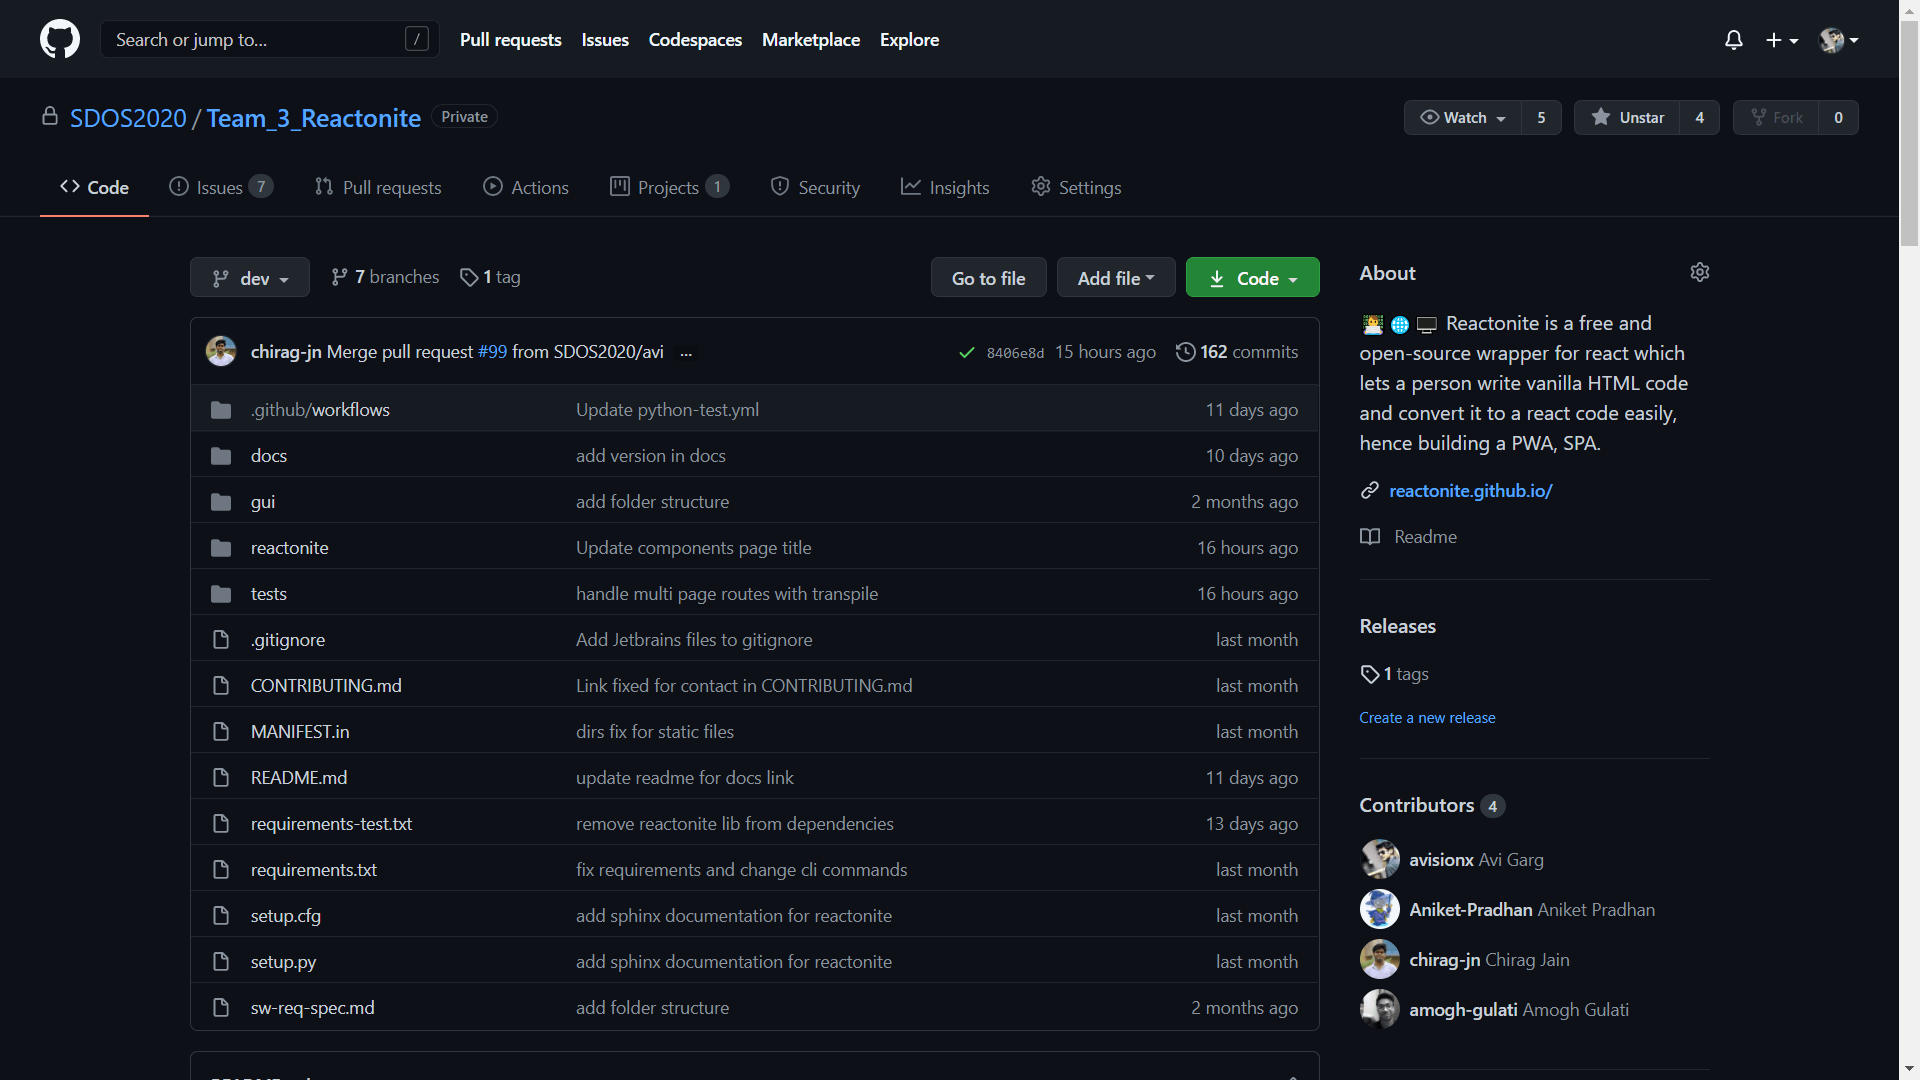 Search or jump to... /
Pull requests Issues Codespaces Marketplace Explore
SDOS2020 / Team_3_Reactonite Private
Watch 5 Unstar 4 Fork 0
Code Issues 7 Pull requests Actions Projects 1 Security Insights Settings
dev 7 branches 1 tag Go to file Add file Code
chirag-jn Merge pull request #99 from SDOS2020/avi ... 8406e8d 15 hours ago 162 commits
.github/workflows Update python-test.yml 11 days ago
docs add version in docs 10 days ago
gui add folder structure 2 months ago
reactonite Update components page title 16 hours ago
tests handle multi page routes with transpile 16 hours ago
.gitignore Add Jetbrains files to gitignore last month
CONTRIBUTING.md Link fixed for contact in CONTRIBUTING.md last month
MANIFEST.in dirs fix for static files last month
README.md update readme for docs link 11 days ago
requirements-test.txt remove reactonite lib from dependencies 13 days ago
requirements.txt fix requirements and change cli commands last month
setup.cfg add sphinx documentation for reactonite last month
setup.py add sphinx documentation for reactonite last month
sw-req-spec.md add folder structure 2 months ago
About
Reactonite is a free and
open-source wrapper for react which
lets a person write vanilla HTML code
and convert it to a react code easily,
hence building a PWA, SPA.
reactonite.github.io/
Readme
Releases
1 tags
Create a new release
Contributors 4
avisionx Avi Garg
Aniket-Pradhan Aniket Pradhan
chirag-jn Chirag Jain
amogh-gulati Amogh Gulati